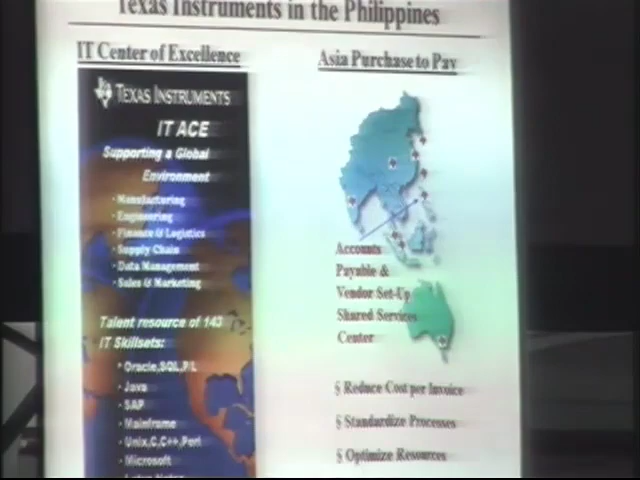 Texas Instruments in the Philippines
IT Center of Excellence
TEXAS INSTRUMENTS
IT ACE
Supporting a Global
Environment
· Manufacturing
· Engineering
· Finance & Logistics
· Supply Chain
· Data Management
· Sales & Marketing
Talent resource of 143
IT Skillsets:
· Oracle,SQL,P/L
· Java
· SAP
· Mainframe
· Unix,C,C++,Perl
· Microsoft
· Lotus Notes
Asia Purchase to Pay
Accounts
Payable &
Vendor Set-Up
Shared Services
Center
§ Reduce Cost per Invoice
§ Standardize Processes
§ Optimize Resources